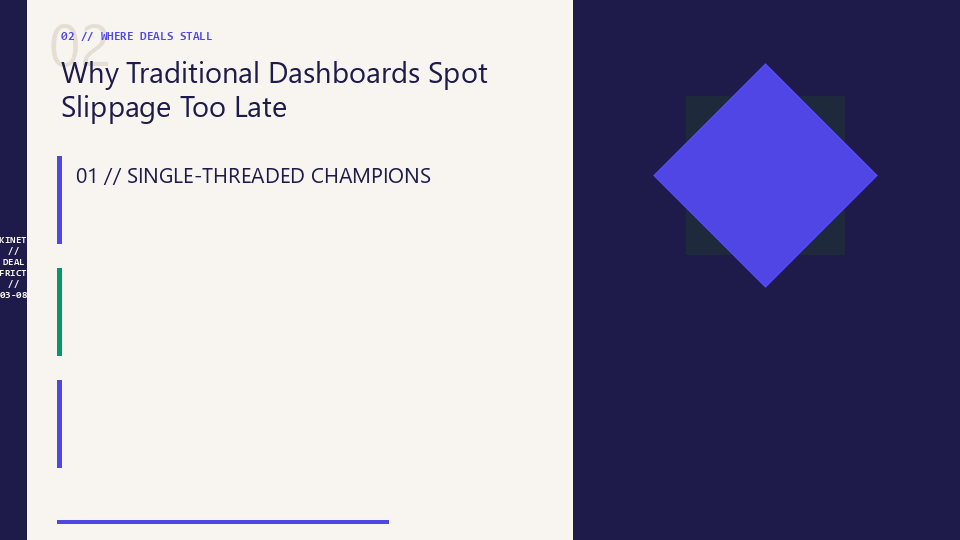 02
02 // WHERE DEALS STALL
Why Traditional Dashboards Spot
Slippage Too Late
01 // SINGLE-THREADED CHAMPIONS
KINET
//
DEAL
FRICT
//
03-08